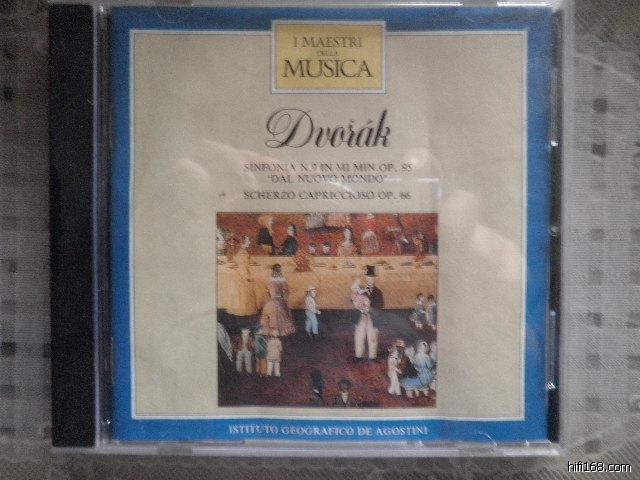 I MAESTRI
DELLA
MUSICA
Dvořák
SINFONIA N.9 IN MI MIN. OP. 95
"DAL NUOVO MONDO"
SCHERZO CAPRICCIOSO OP. 66
ISTITUTO GEOGRAFICO DE AGOSTINI
hifi168.com